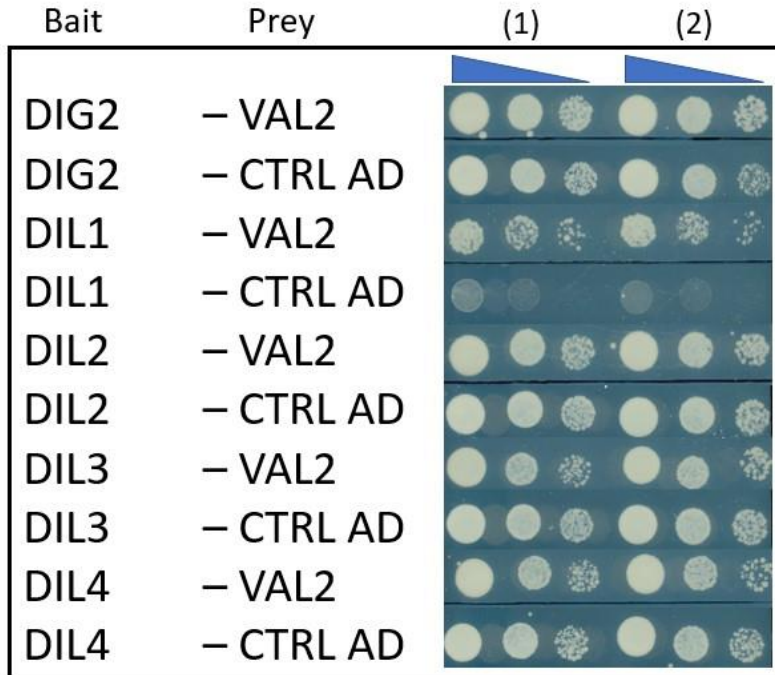 Bait Prey (1) (2)
DIG2 – VAL2
DIG2 – CTRL AD
DIL1 – VAL2
DIL1 – CTRL AD
DIL2 – VAL2
DIL2 – CTRL AD
DIL3 – VAL2
DIL3 – CTRL AD
DIL4 – VAL2
DIL4 – CTRL AD